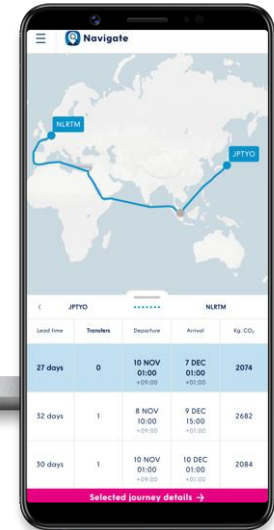 Navigate
NLRTM
JPTYO
< JPTYO NLRTM
Lead time Transfers Departure Arrival Kg. CO₂
27 days 0 10 NOV 01:00 +09:00 7 DEC 01:00 +01:00 2074
32 days 1 8 NOV 10:00 +09:00 9 DEC 15:00 +01:00 2682
30 days 1 10 NOV 01:00 +09:00 10 DEC 01:00 +01:00 2084
Selected journey details →